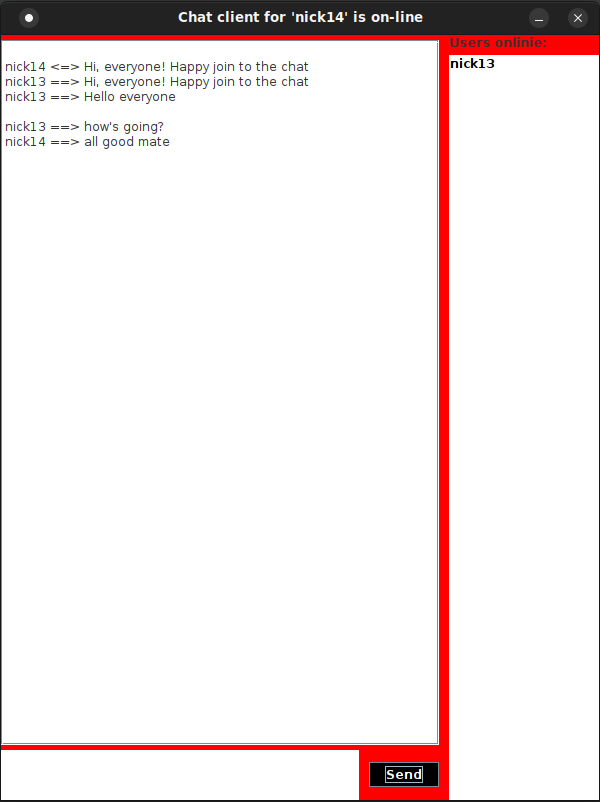 Chat client for 'nick14' is on-line
Users onlinie:
nick13
nick14 <=> Hi, everyone! Happy join to the chat
nick13 ==> Hi, everyone! Happy join to the chat
nick13 ==> Hello everyone
nick13 ==> how's going?
nick14 ==> all good mate
Send